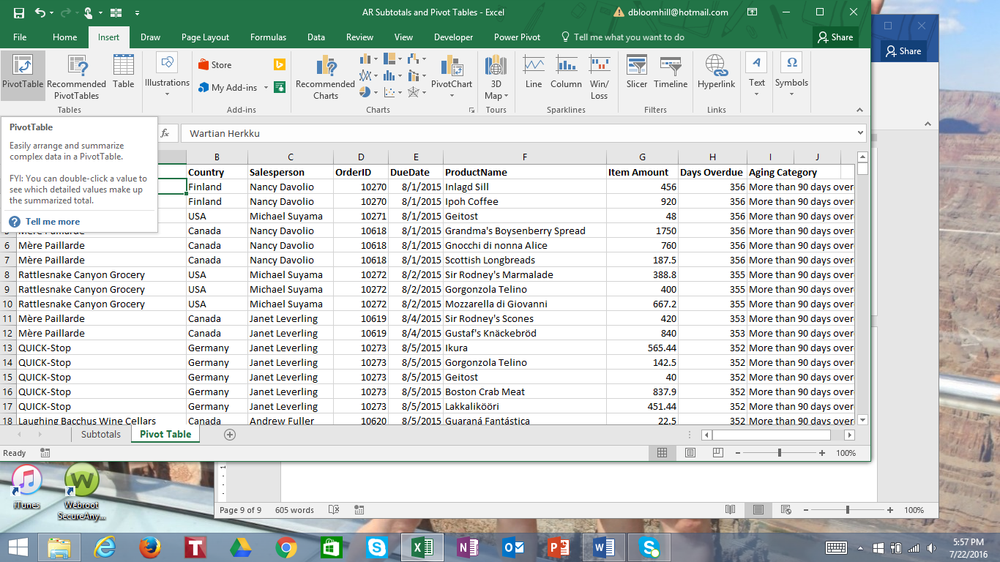 AR Subtotals and Pivot Tables - Excel
dbloomhill@hotmail.com
File Home Insert Draw Page Layout Formulas Data Review View Developer Power Pivot Tell me what you want to do Share
Share
PivotTable
Recommended PivotTables
Table
Illustrations
Store
My Add-ins
Recommended Charts
PivotChart
3D Map
Line
Column
Win/ Loss
Slicer
Timeline
Hyperlink
Text
Symbols
Ω
Tables Add-ins Charts Tours Sparklines Filters Links
PivotTable
Easily arrange and summarize
complex data in a PivotTable.
FYI: You can double-click a value to
see which detailed values make up
the summarized total.
Tell me more
fx Wartian Herkku
B C D E F G H I J
Country Salesperson OrderID DueDate ProductName Item Amount Days Overdue Aging Category
Finland Nancy Davolio 10270 8/1/2015 Inlagd Sill 456 356 More than 90 days over
Finland Nancy Davolio 10270 8/1/2015 Ipoh Coffee 920 356 More than 90 days over
USA Michael Suyama 10271 8/1/2015 Geitost 48 356 More than 90 days over
5 Mère Paillarde Canada Nancy Davolio 10618 8/1/2015 Grandma's Boysenberry Spread 1750 356 More than 90 days over
6 Mère Paillarde Canada Nancy Davolio 10618 8/1/2015 Gnocchi di nonna Alice 760 356 More than 90 days over
7 Mère Paillarde Canada Nancy Davolio 10618 8/1/2015 Scottish Longbreads 187.5 356 More than 90 days over
8 Rattlesnake Canyon Grocery USA Michael Suyama 10272 8/2/2015 Sir Rodney's Marmalade 388.8 355 More than 90 days over
9 Rattlesnake Canyon Grocery USA Michael Suyama 10272 8/2/2015 Gorgonzola Telino 400 355 More than 90 days over
10 Rattlesnake Canyon Grocery USA Michael Suyama 10272 8/2/2015 Mozzarella di Giovanni 667.2 355 More than 90 days over
11 Mère Paillarde Canada Janet Leverling 10619 8/4/2015 Sir Rodney's Scones 420 353 More than 90 days over
12 Mère Paillarde Canada Janet Leverling 10619 8/4/2015 Gustaf's Knäckebröd 840 353 More than 90 days over
13 QUICK-Stop Germany Janet Leverling 10273 8/5/2015 Ikura 565.44 352 More than 90 days over
14 QUICK-Stop Germany Janet Leverling 10273 8/5/2015 Gorgonzola Telino 142.5 352 More than 90 days over
15 QUICK-Stop Germany Janet Leverling 10273 8/5/2015 Geitost 40 352 More than 90 days over
16 QUICK-Stop Germany Janet Leverling 10273 8/5/2015 Boston Crab Meat 837.9 352 More than 90 days over
17 QUICK-Stop Germany Janet Leverling 10273 8/5/2015 Lakkalikööri 451.44 352 More than 90 days over
18 Laughing Bacchus Wine Cellars Canada Andrew Fuller 10620 8/5/2015 Guaraná Fantástica 22.5 352 More than 90 days over
Subtotals Pivot Table
Ready 100%
iTunes
Webroot
SecureAny...
1
Page 9 of 9 605 words 100%
5:57 PM
7/22/2016